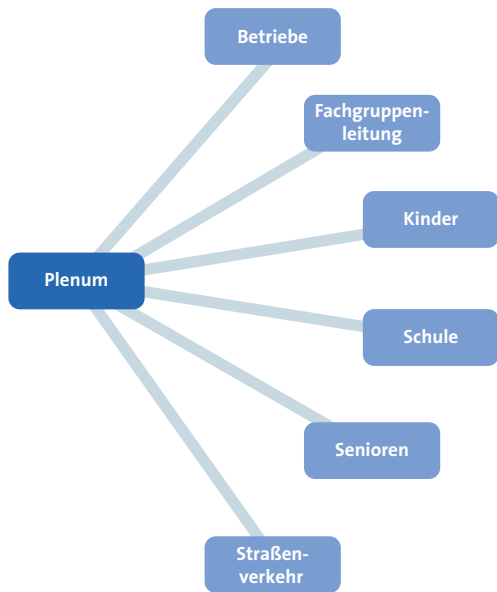 Betriebe
Fachgruppen-
leitung
Kinder
Plenum
Schule
Senioren
Straßen-
verkehr